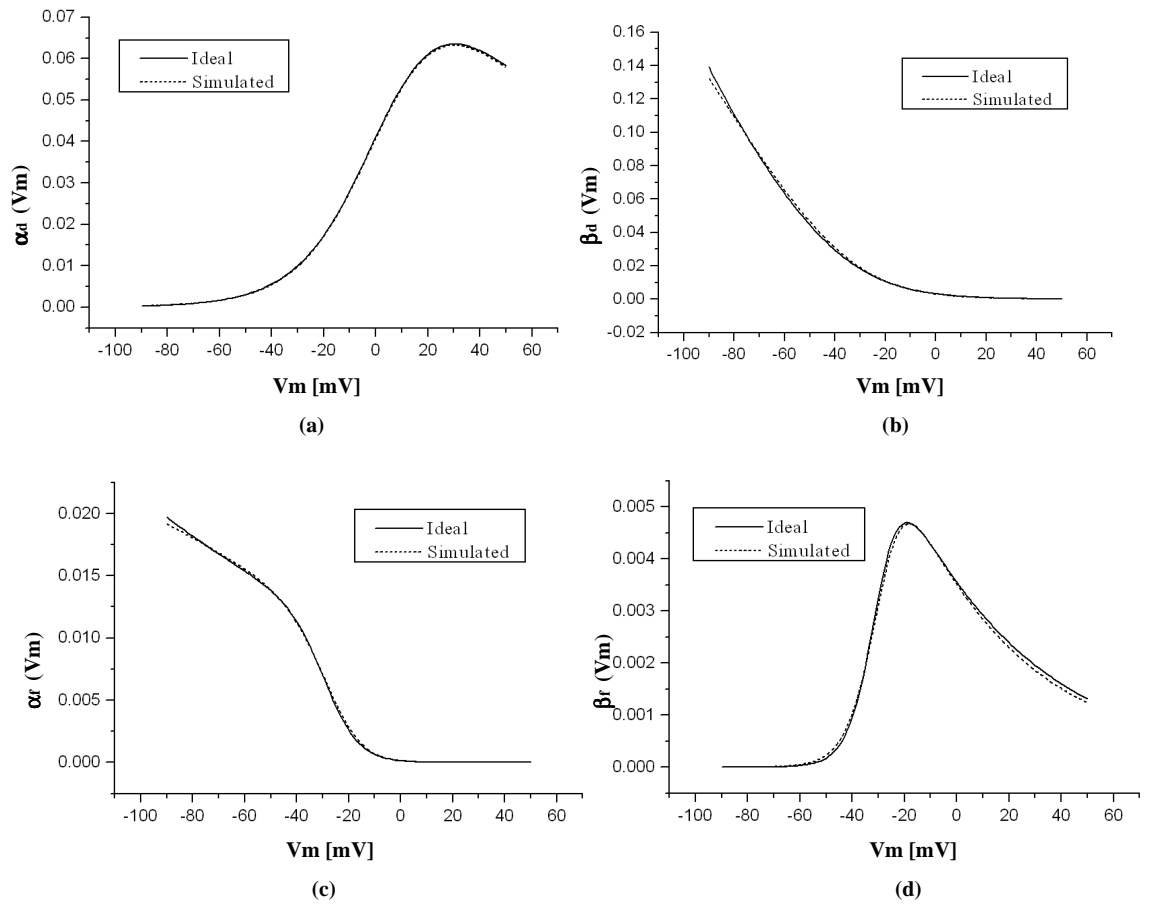 0.07
0.06
0.05
0.04
0.03
0.02
0.01
0.00
αd (Vm)
Ideal
Simulated
-100 -80 -60 -40 -20 0 20 40 60
Vm [mV]
(a)
0.16
0.14
0.12
0.10
0.08
0.06
0.04
0.02
0.00
-0.02
βd (Vm)
Ideal
Simulated
-100 -80 -60 -40 -20 0 20 40 60
Vm [mV]
(b)
0.020
0.015
0.010
0.005
0.000
αf (Vm)
Ideal
Simulated
-100 -80 -60 -40 -20 0 20 40 60
Vm [mV]
(c)
0.005
0.004
0.003
0.002
0.001
0.000
βf (Vm)
Ideal
Simulated
-100 -80 -60 -40 -20 0 20 40 60
Vm [mV]
(d)